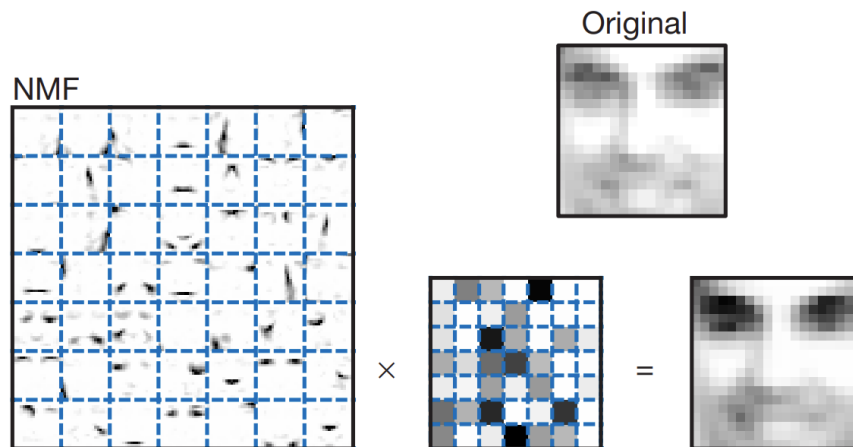 Original
NMF
×
=